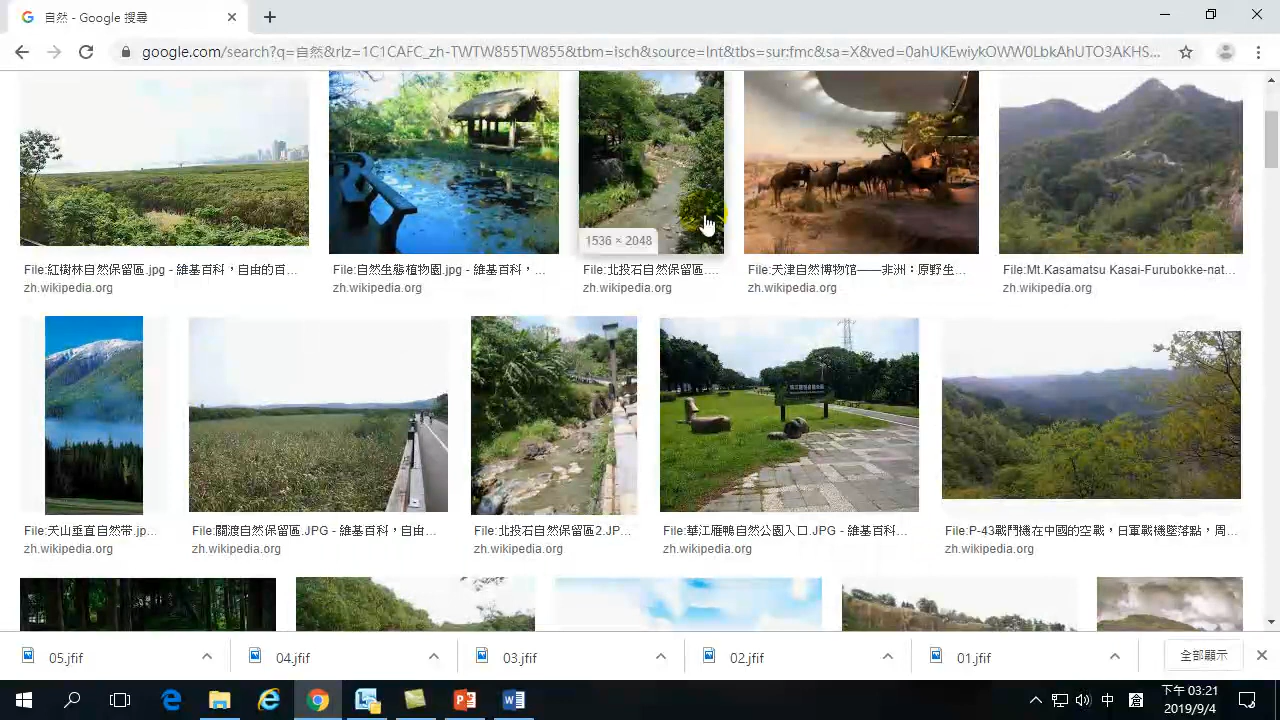 自然 - Google 搜尋
google.com/search?q=自然&rlz=1C1CAFC_zh-TWTW855TW855&tbm=isch&source=lnt&tbs=sur:fmc&sa=X&ved=0ahUKEwiykOWW0LbkAhUTO3AKHS...
1536 × 2048
File:紅樹林自然保留區.jpg - 維基百科，自由的百...
zh.wikipedia.org
File:自然生態植物園.jpg - 維基百科，...
zh.wikipedia.org
File:北投石自然保留區....
zh.wikipedia.org
File:天津自然博物馆——非洲：原野生...
zh.wikipedia.org
File:Mt.Kasamatsu Kasai-Furubokke-nat...
zh.wikipedia.org
File:天山垂直自然带.jp...
zh.wikipedia.org
File:關渡自然保留區.JPG - 維基百科，自由...
zh.wikipedia.org
File:北投石自然保留區2.JP...
zh.wikipedia.org
File:華江雁鴨自然公園入口.JPG - 維基百科...
zh.wikipedia.org
File:P-43戰鬥機在中國的空戰，日軍戰機墜落點，周...
zh.wikipedia.org
05.jfif
04.jfif
03.jfif
02.jfif
01.jfif
全部顯示
中
下午 03:21
2019/9/4